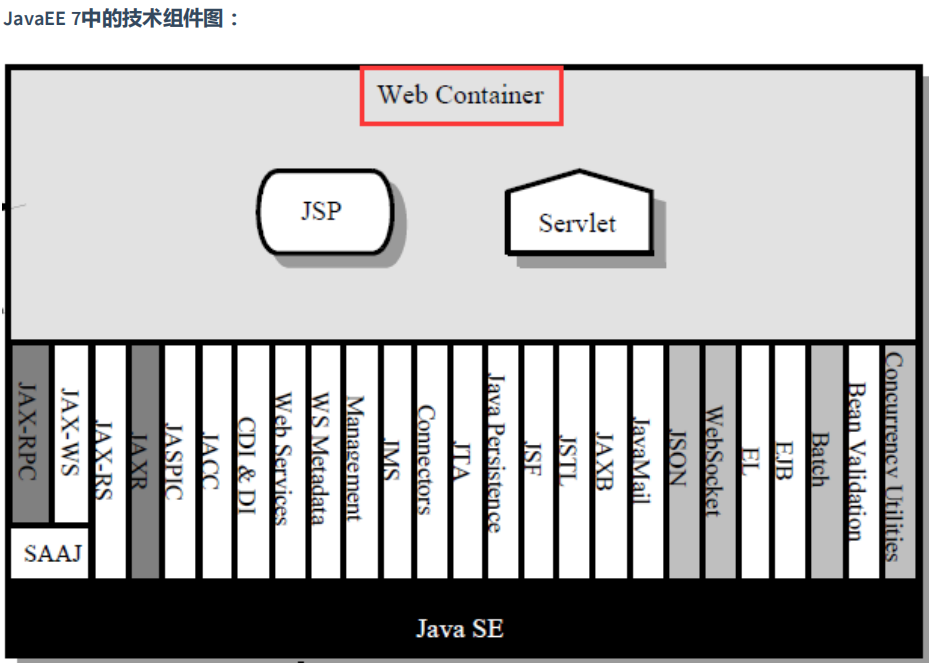 JavaEE 7中的技术组件图：
Web Container
JSP
Servlet
JAX-RPC
JAX-WS
SAAJ
JAX-RS
JAXR
JASPIC
JACC
CDI & DI
Web Services
WS Metadata
Management
JMS
Connectors
JTA
Java Persistence
JSF
JSTL
JAXB
JavaMail
JSON
WebSocket
EL
EJB
Batch
Bean Validation
Concurrency Utilities
Java SE